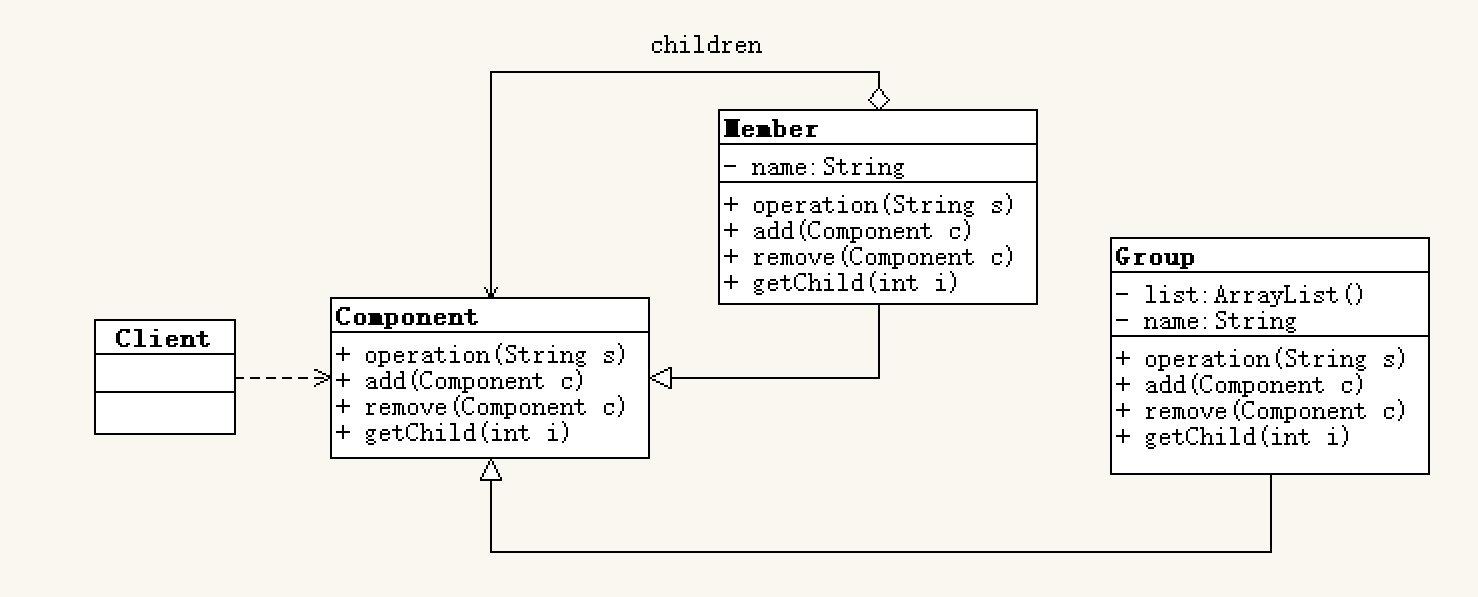 children
Member
- name:String
+ operation(String s)
+ add(Component c)
+ remove(Component c)
+ getChild(int i)
Group
- list:ArrayList()
- name:String
+ operation(String s)
+ add(Component c)
+ remove(Component c)
+ getChild(int i)
Component
+ operation(String s)
+ add(Component c)
+ remove(Component c)
+ getChild(int i)
Client